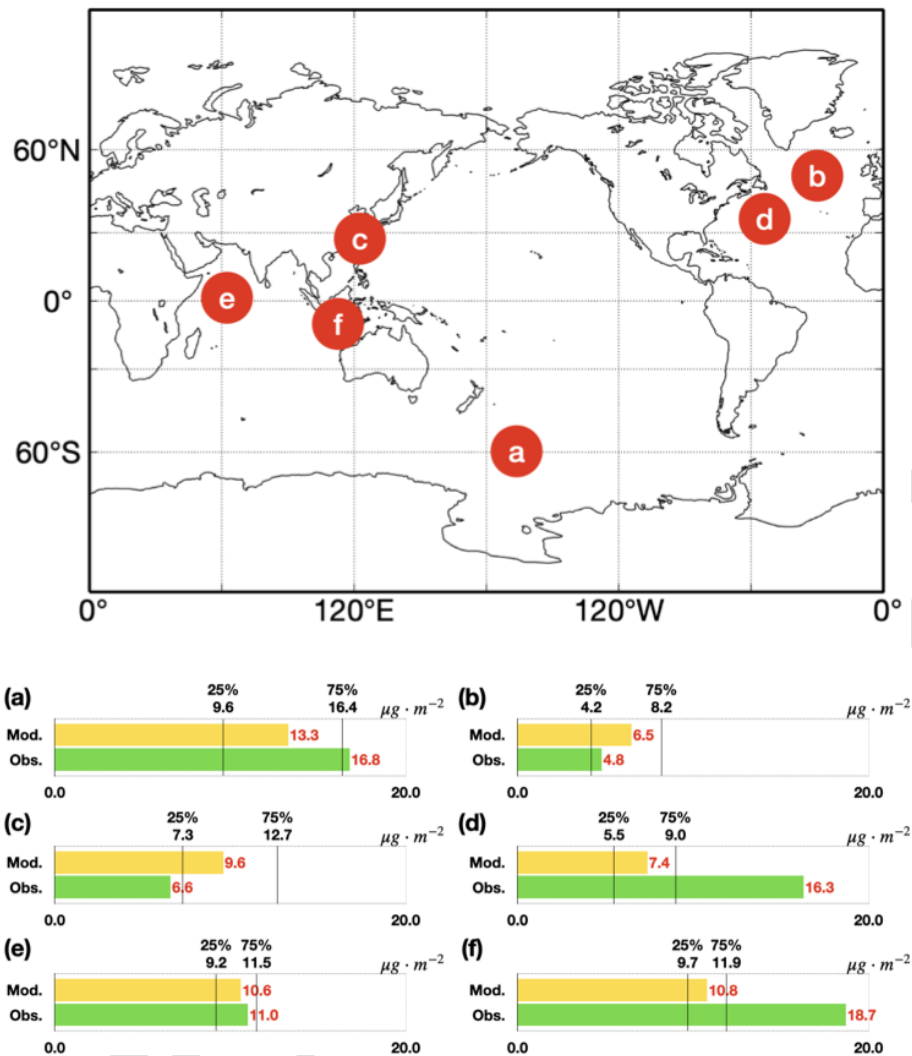 60°N
b
d
c
e
0°
f
a
60°S
0° 120°E 120°W 0°
(a) 25% 75%
9.6 16.4 μg · m⁻²
Mod. 13.3
Obs. 16.8
0.0 20.0
(b) 25% 75%
4.2 8.2 μg · m⁻²
Mod. 6.5
Obs. 4.8
0.0 20.0
(c) 25% 75%
7.3 12.7 μg · m⁻²
Mod. 9.6
Obs. 6.6
0.0 20.0
(d) 25% 75%
5.5 9.0 μg · m⁻²
Mod. 7.4
Obs. 16.3
0.0 20.0
(e) 25% 75%
9.2 11.5 μg · m⁻²
Mod. 10.6
Obs. 11.0
0.0 20.0
(f) 25% 75%
9.7 11.9 μg · m⁻²
Mod. 10.8
Obs. 18.7
0.0 20.0